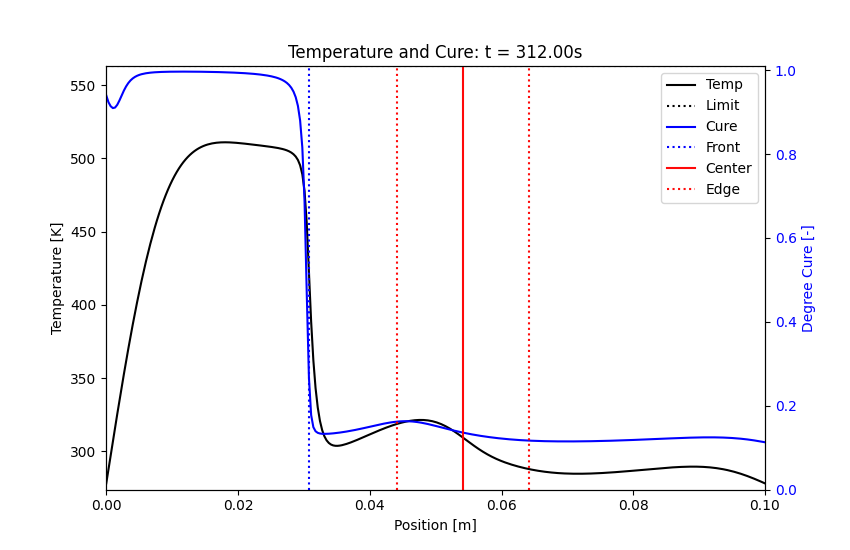 Temperature and Cure: t = 312.00s
Temperature [K]
550
500
450
400
350
300
Temp
Limit
Cure
Front
Center
Edge
1.0
0.8
0.6
0.4
0.2
0.0
Degree Cure [-]
0.00 0.02 0.04 0.06 0.08 0.10
Position [m]